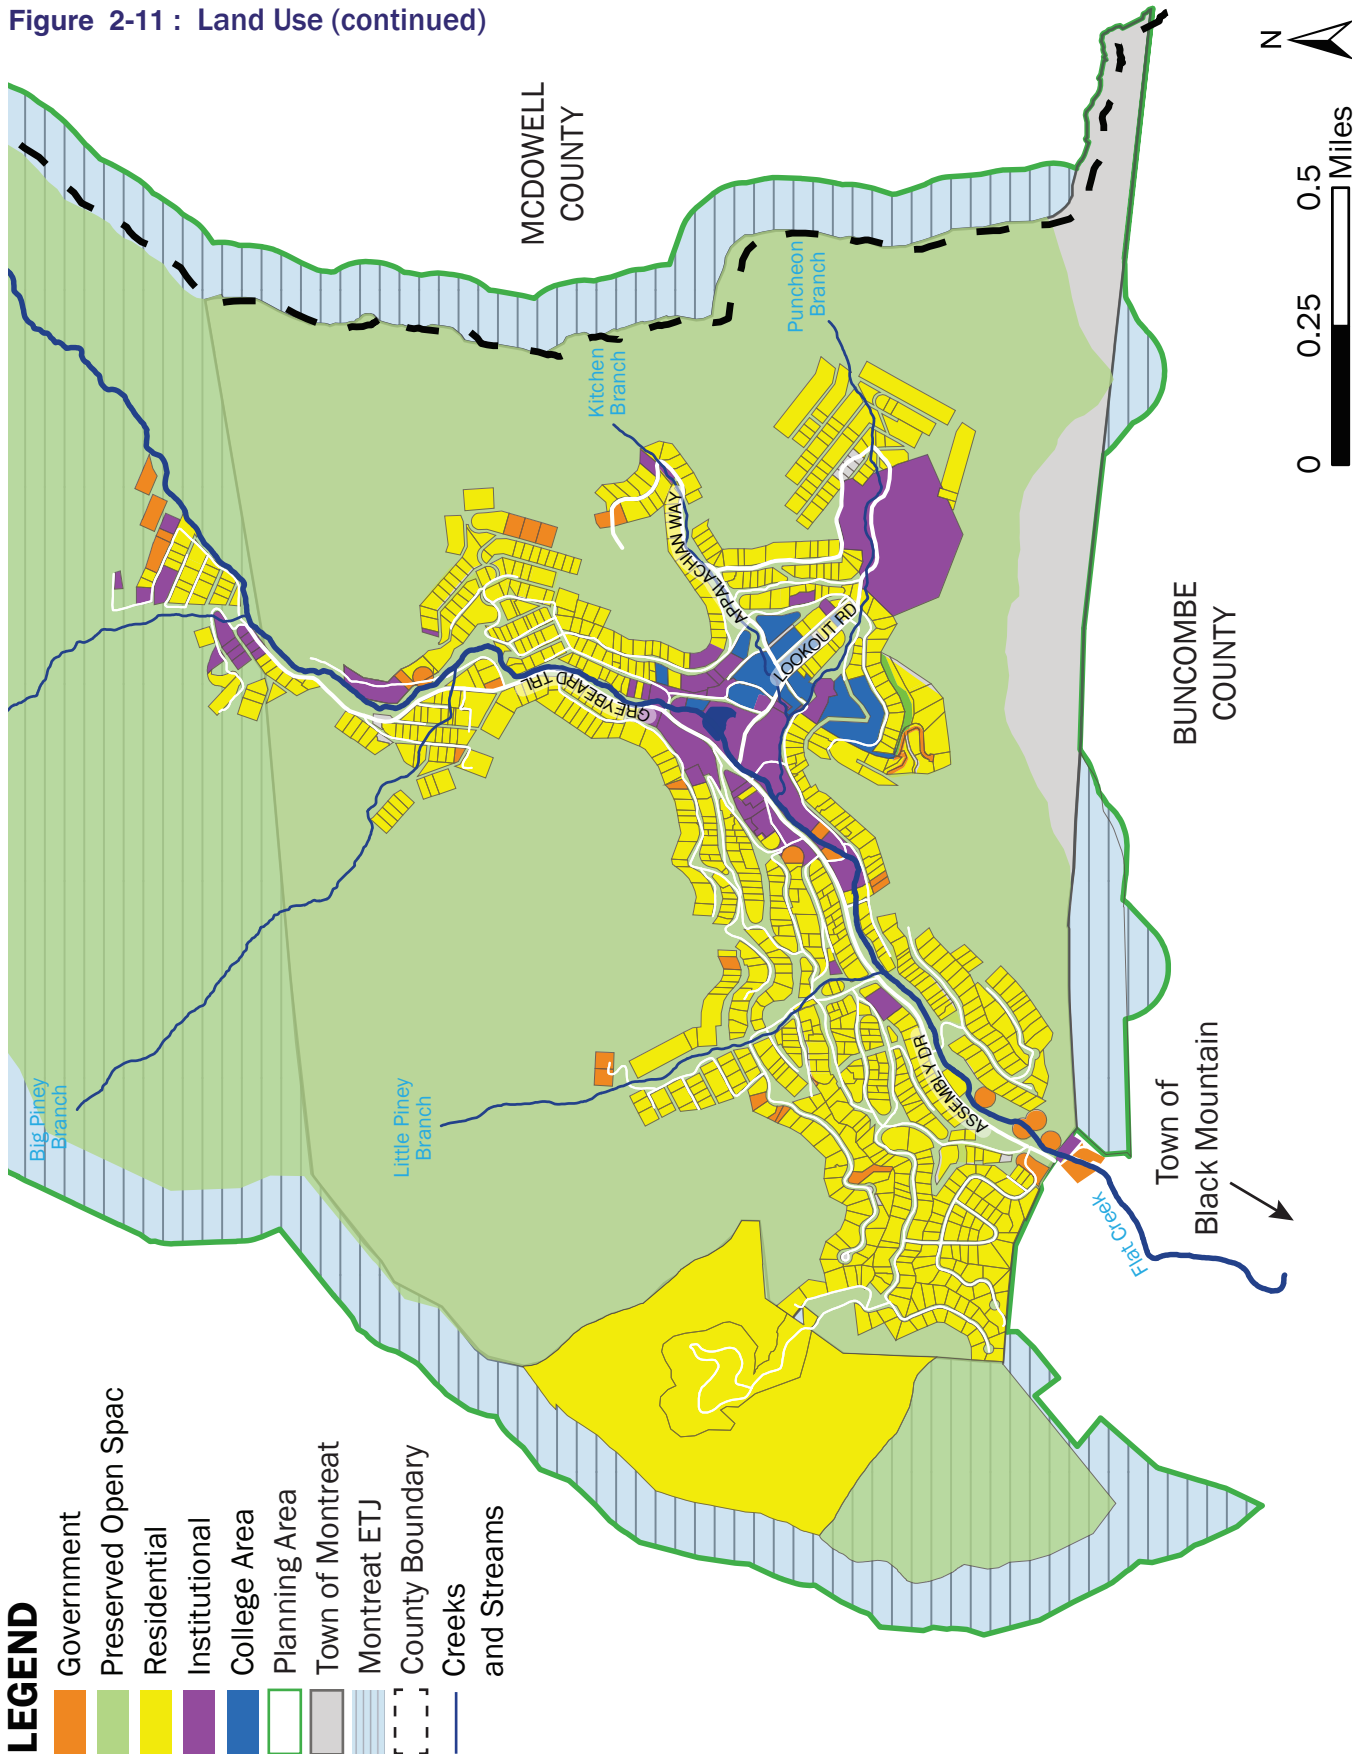 Figure 2-11 : Land Use (continued)
N
MCDOWELL
COUNTY
Puncheon
Branch
Kitchen
Branch
0 0.25 0.5
Miles
APPALACHIAN WAY
LOOKOUT RD
GREYBEARD TRL
BUNCOMBE
COUNTY
Big Piney
Branch
Little Piney
Branch
ASSEMBLY DR
Town of
Black Mountain
Flat Creek
LEGEND
Government
Preserved Open Spac
Residential
Institutional
College Area
Planning Area
Town of Montreat
Montreat ETJ
County Boundary
Creeks
and Streams